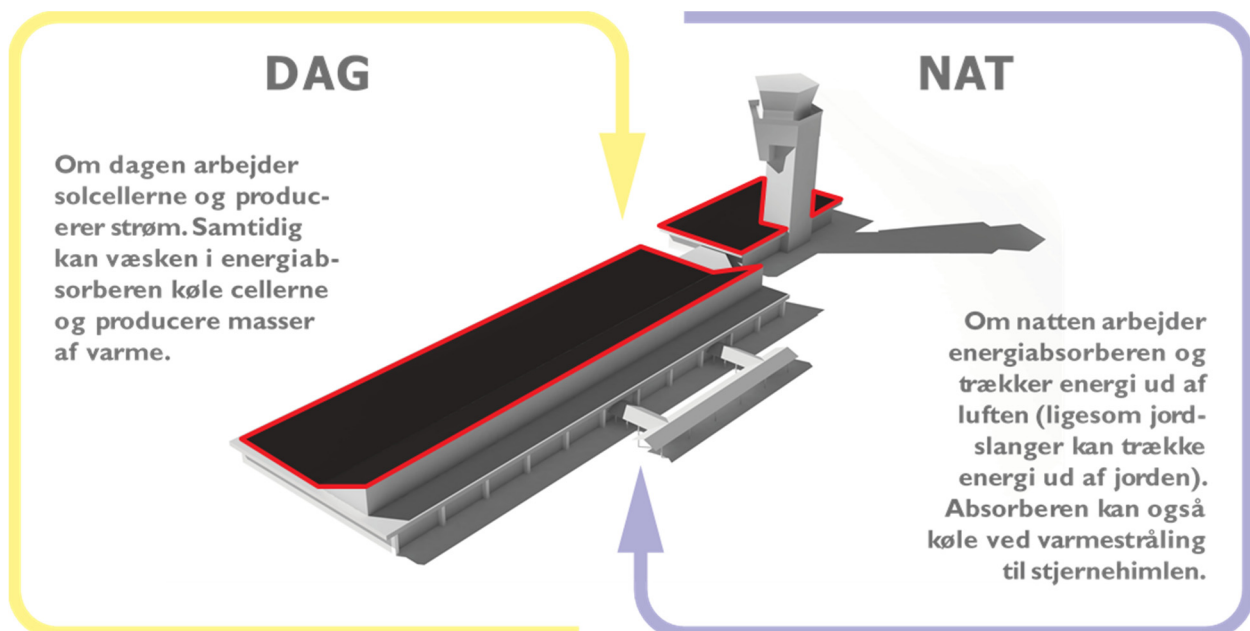 DAG
Om dagen arbejder
solcellerne og produc-
erer strøm. Samtidig
kan væsken i energiab-
sorberen køle cellerne
og producere masser
af varme.
NAT
Om natten arbejder
energiabsorberen og
trækker energi ud af
luften (ligesom jord-
slanger kan trække
energi ud af jorden).
Absorberen kan også
køle ved varmestråling
til stjernehimlen.